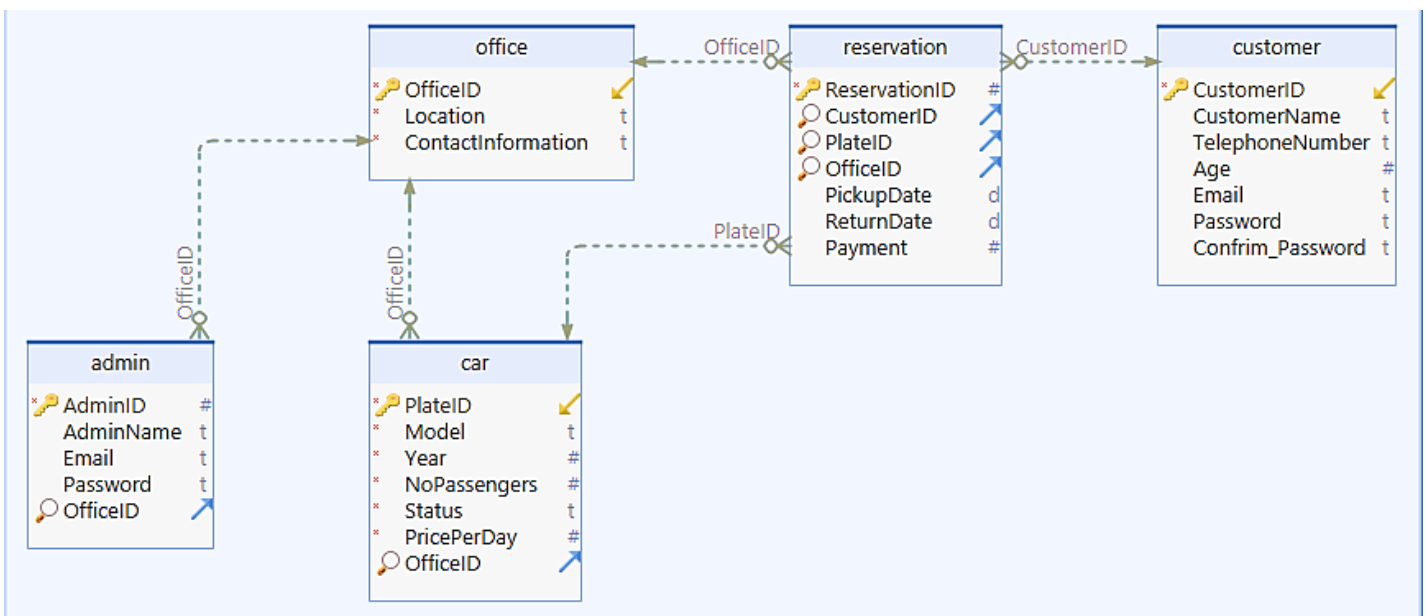 office
OfficeID
Location t
ContactInformation t
OfficeID
reservation
ReservationID #
CustomerID
PlateID
OfficeID
PickupDate d
ReturnDate d
Payment #
CustomerID
customer
CustomerID
CustomerName t
TelephoneNumber t
Age #
Email t
Password t
Confrim_Password t
PlateID
OfficeID
OfficeID
admin
AdminID #
AdminName t
Email t
Password t
OfficeID
car
PlateID
Model t
Year #
NoPassengers #
Status t
PricePerDay #
OfficeID